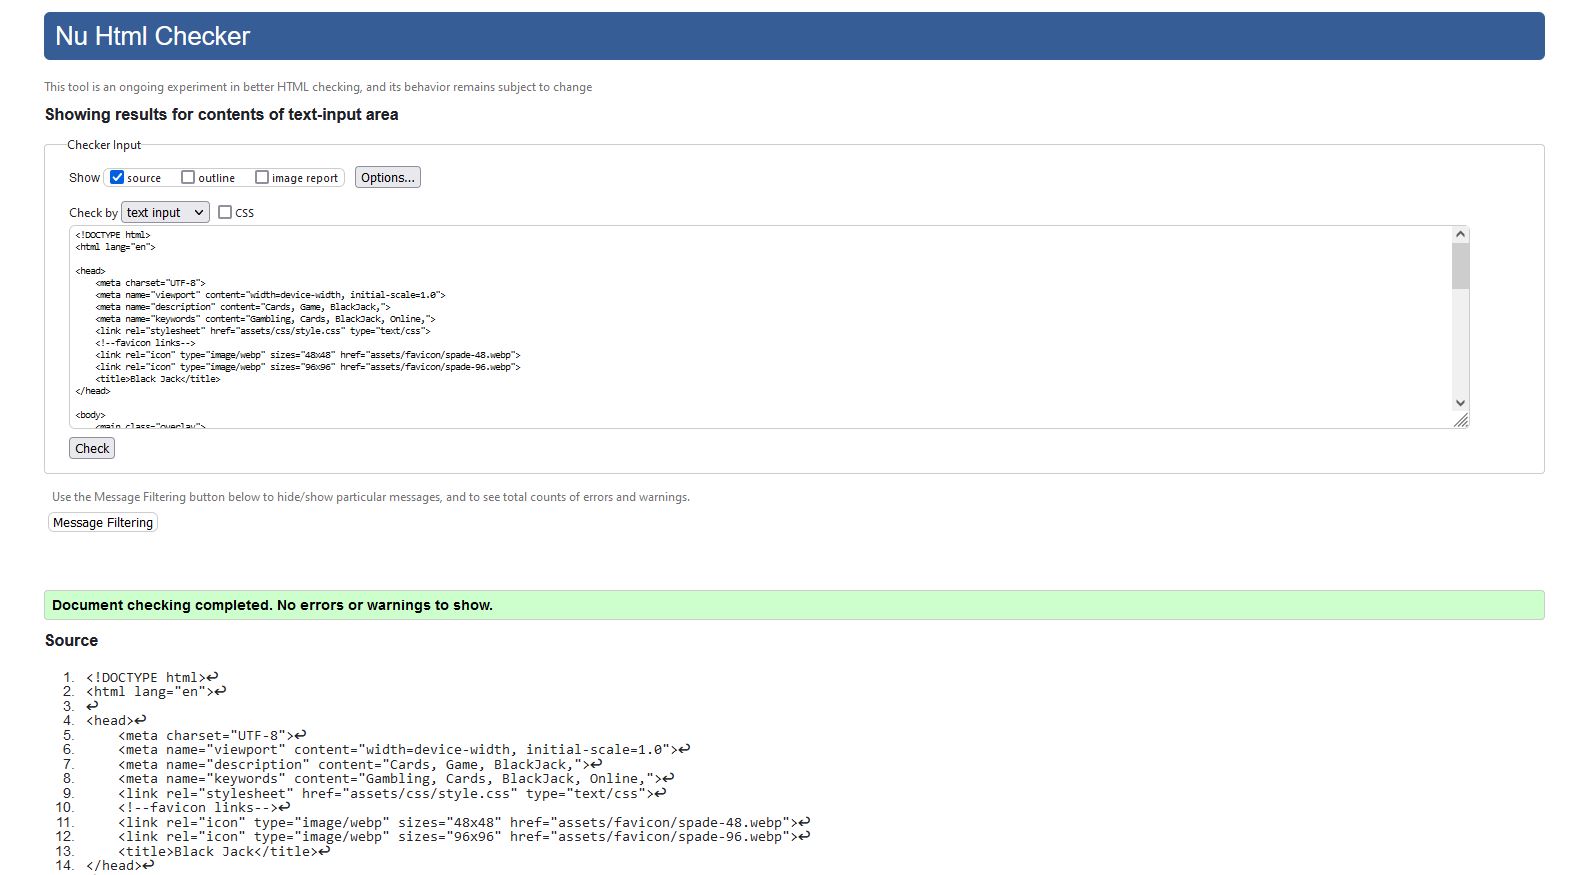 Nu Html Checker
This tool is an ongoing experiment in better HTML checking, and its behavior remains subject to change
Showing results for contents of text-input area
Checker Input
Show source outline image report Options...
Check by text input CSS
<!DOCTYPE html>
<html lang="en">
<head>
    <meta charset="UTF-8">
    <meta name="viewport" content="width=device-width, initial-scale=1.0">
    <meta name="description" content="Cards, Game, BlackJack,">
    <meta name="keywords" content="Gambling, Cards, BlackJack, Online,">
    <link rel="stylesheet" href="assets/css/style.css" type="text/css">
    <!--favicon links-->
    <link rel="icon" type="image/webp" sizes="48x48" href="assets/favicon/spade-48.webp">
    <link rel="icon" type="image/webp" sizes="96x96" href="assets/favicon/spade-96.webp">
    <title>Black Jack</title>
</head>
<body>
    <main class="overlay">
Check
Use the Message Filtering button below to hide/show particular messages, and to see total counts of errors and warnings.
Message Filtering
Document checking completed. No errors or warnings to show.
Source
1. <!DOCTYPE html>↩
2. <html lang="en">↩
3. ↩
4. <head>↩
5.     <meta charset="UTF-8">↩
6.     <meta name="viewport" content="width=device-width, initial-scale=1.0">↩
7.     <meta name="description" content="Cards, Game, BlackJack,">↩
8.     <meta name="keywords" content="Gambling, Cards, BlackJack, Online,">↩
9.     <link rel="stylesheet" href="assets/css/style.css" type="text/css">↩
10.     <!--favicon links-->↩
11.     <link rel="icon" type="image/webp" sizes="48x48" href="assets/favicon/spade-48.webp">↩
12.     <link rel="icon" type="image/webp" sizes="96x96" href="assets/favicon/spade-96.webp">↩
13.     <title>Black Jack</title>↩
14. </head>↩